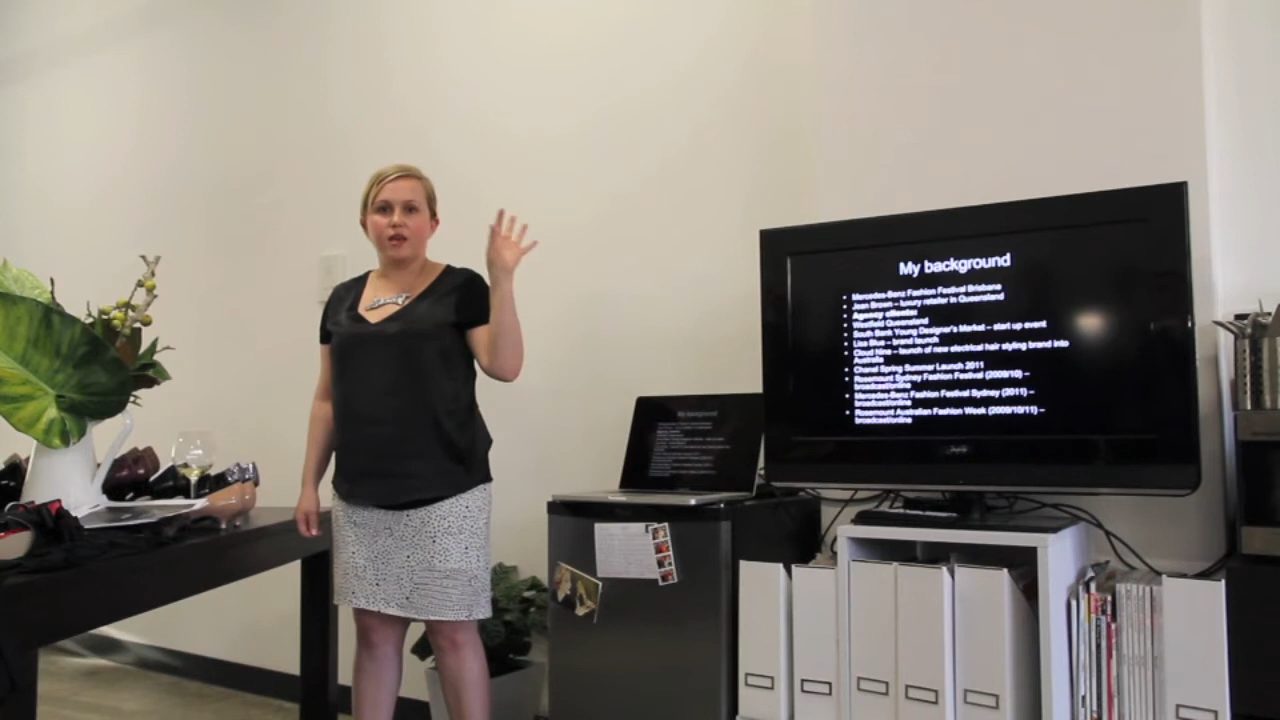 My background
• Mercedes-Benz Fashion Festival Brisbane
• Jean Brown – luxury retailer in Queensland
• Agency clients:
• Westfield Queensland
• South Bank Young Designer's Market – start up event
• Lisa Blue – brand launch
• Cloud Nine – launch of new electrical hair styling brand into
Australia
• Chanel Spring Summer Launch 2011
• Rosemount Sydney Fashion Festival (2009/10) –
broadcast/online
• Mercedes-Benz Fashion Festival Sydney (2011) –
broadcast/online
• Rosemount Australian Fashion Week (2009/10/11) –
broadcast/online
My background